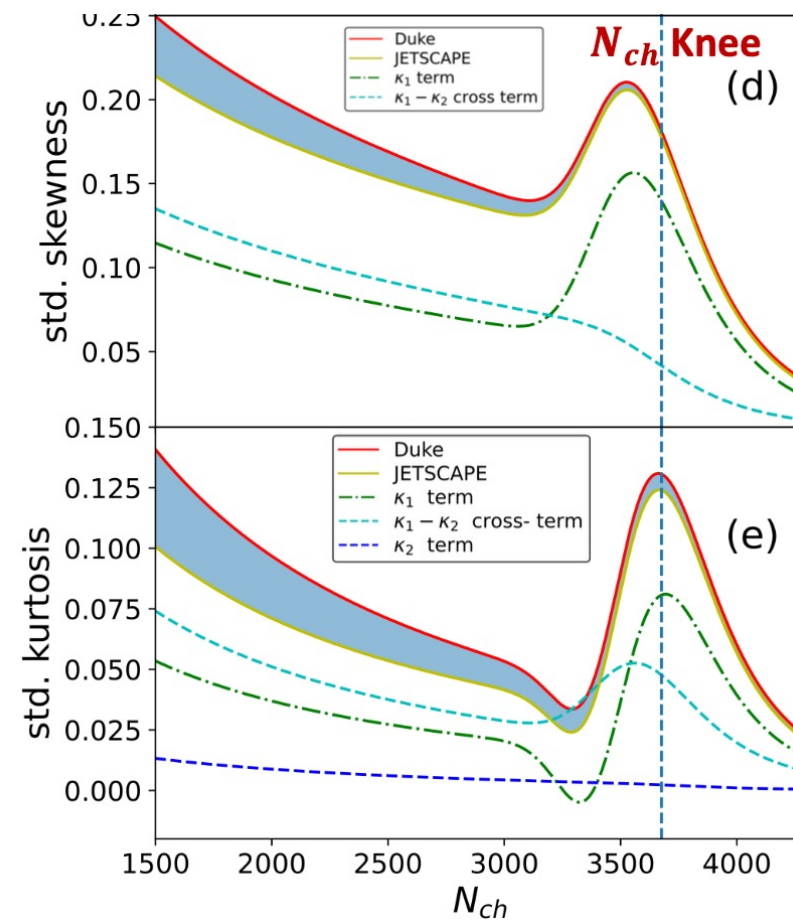 0.25
0.20
0.15
0.10
0.05
std. skewness
Duke
JETSCAPE
κ₁ term
κ₁ − κ₂ cross term
N_ch Knee
(d)
0.150
0.125
0.100
0.075
0.050
0.025
0.000
std. kurtosis
Duke
JETSCAPE
κ₁ term
κ₁ − κ₂ cross- term
κ₂ term
(e)
1500 2000 2500 3000 3500 4000
N_ch